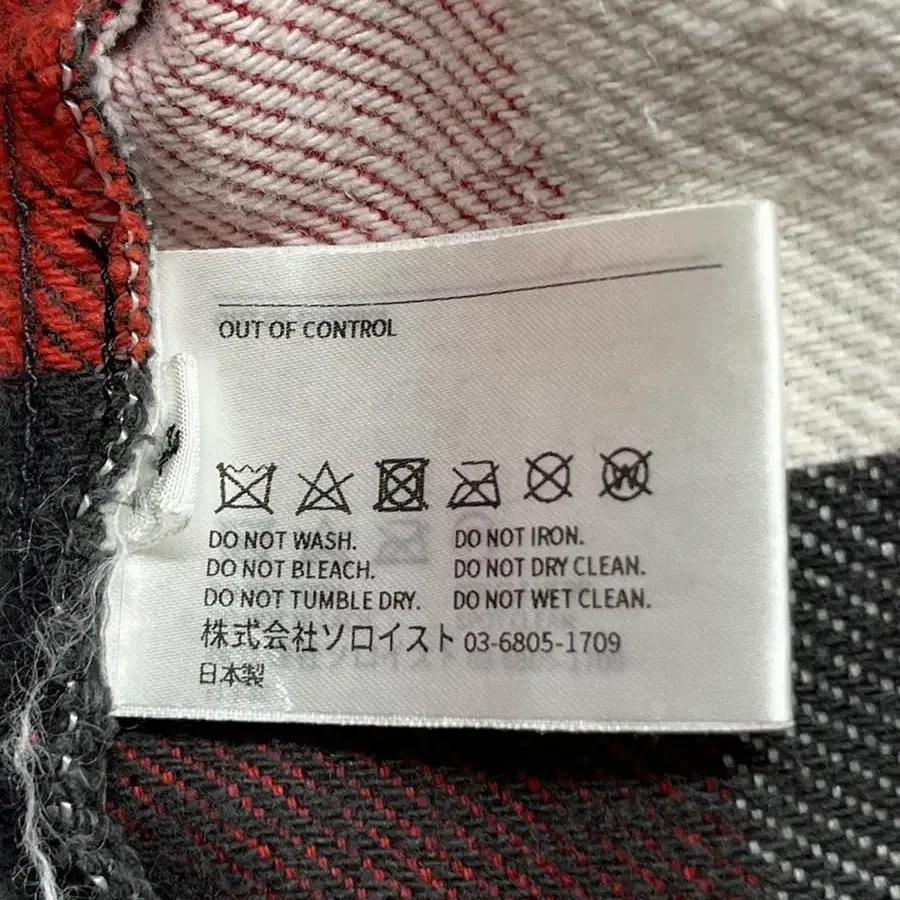 OUT OF CONTROL
DO NOT WASH. DO NOT IRON.
DO NOT BLEACH. DO NOT DRY CLEAN.
DO NOT TUMBLE DRY. DO NOT WET CLEAN.
株式会社ソロイスト 03-6805-1709
日本製